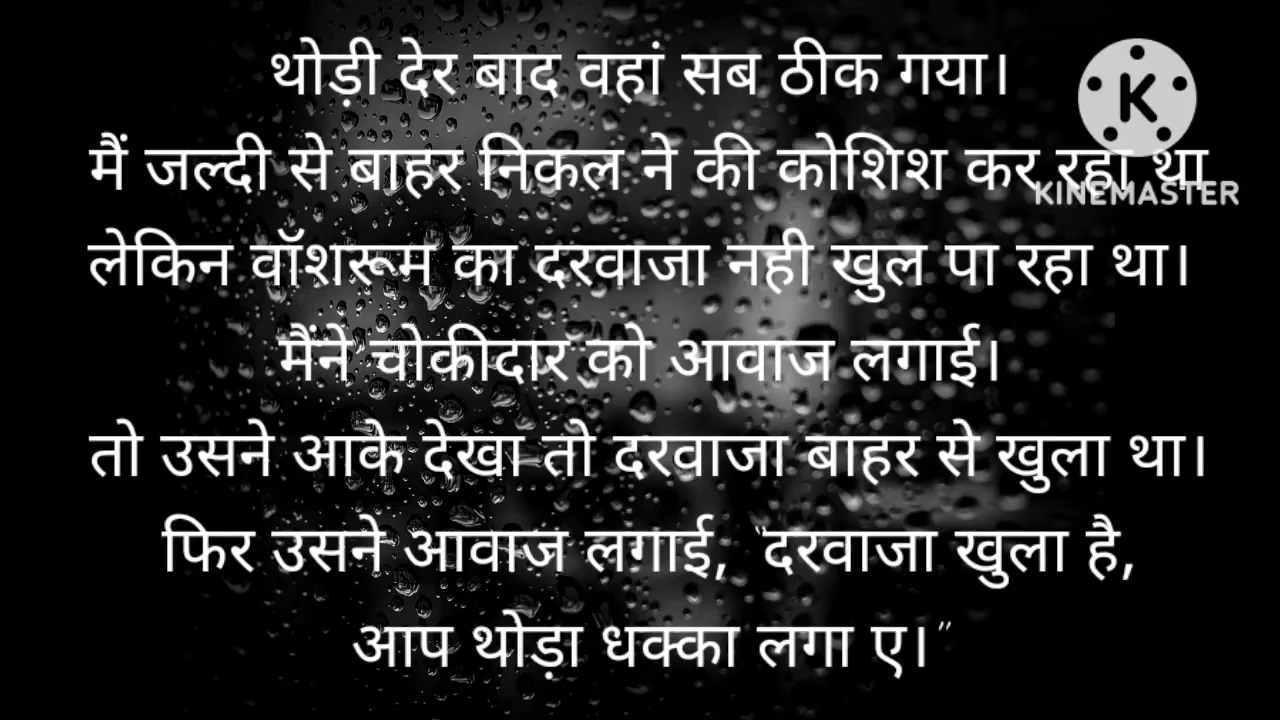 थोड़ी देर बाद वहां सब ठीक गया।
मैं जल्दी से बाहर निकल ने की कोशिश कर रहा था
लेकिन वॉशरूम का दरवाजा नही खुल पा रहा था।
मैंने चोकीदार को आवाज लगाई।
तो उसने आके देखा तो दरवाजा बाहर से खुला था।
फिर उसने आवाज लगाई, "दरवाजा खुला है,
आप थोड़ा धक्का लगा ए।"
K
KINEMASTER